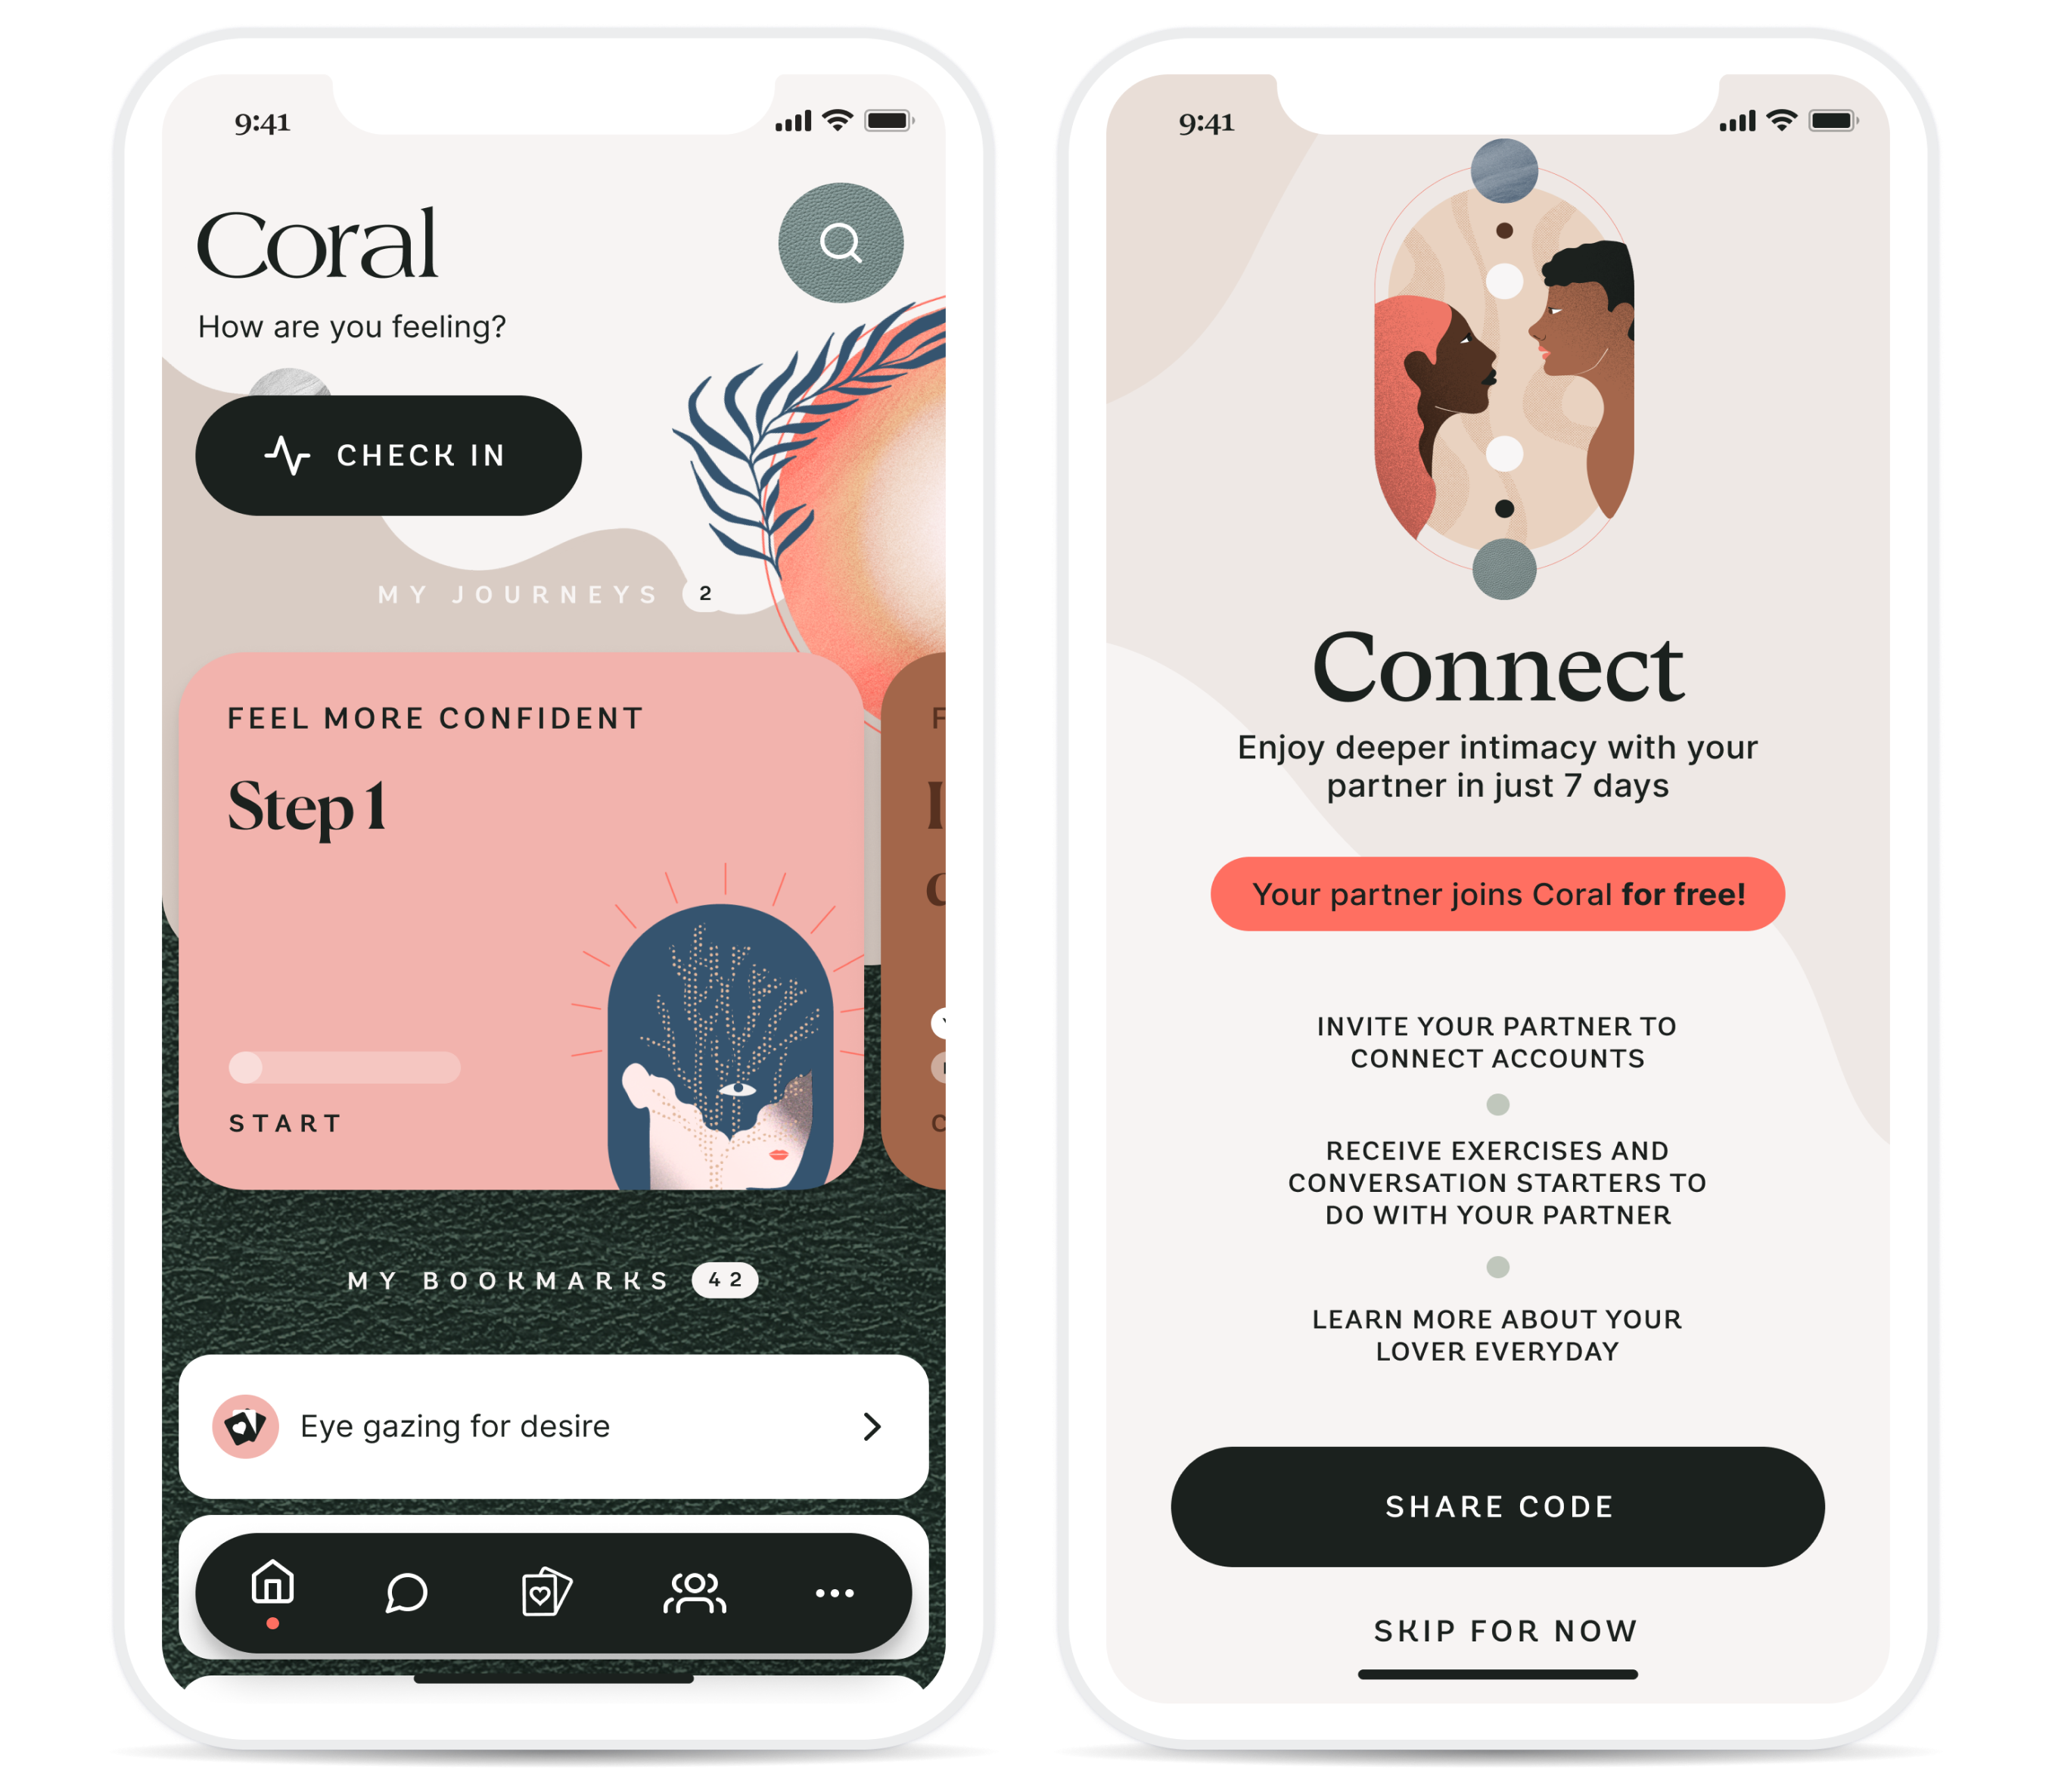 9:41
Coral
How are you feeling?
CHECK IN
MY JOURNEYS 2
FEEL MORE CONFIDENT
Step 1
START
MY BOOKMARKS 42
Eye gazing for desire
9:41
Connect
Enjoy deeper intimacy with your
partner in just 7 days
Your partner joins Coral for free!
INVITE YOUR PARTNER TO
CONNECT ACCOUNTS
RECEIVE EXERCISES AND
CONVERSATION STARTERS TO
DO WITH YOUR PARTNER
LEARN MORE ABOUT YOUR
LOVER EVERYDAY
SHARE CODE
SKIP FOR NOW